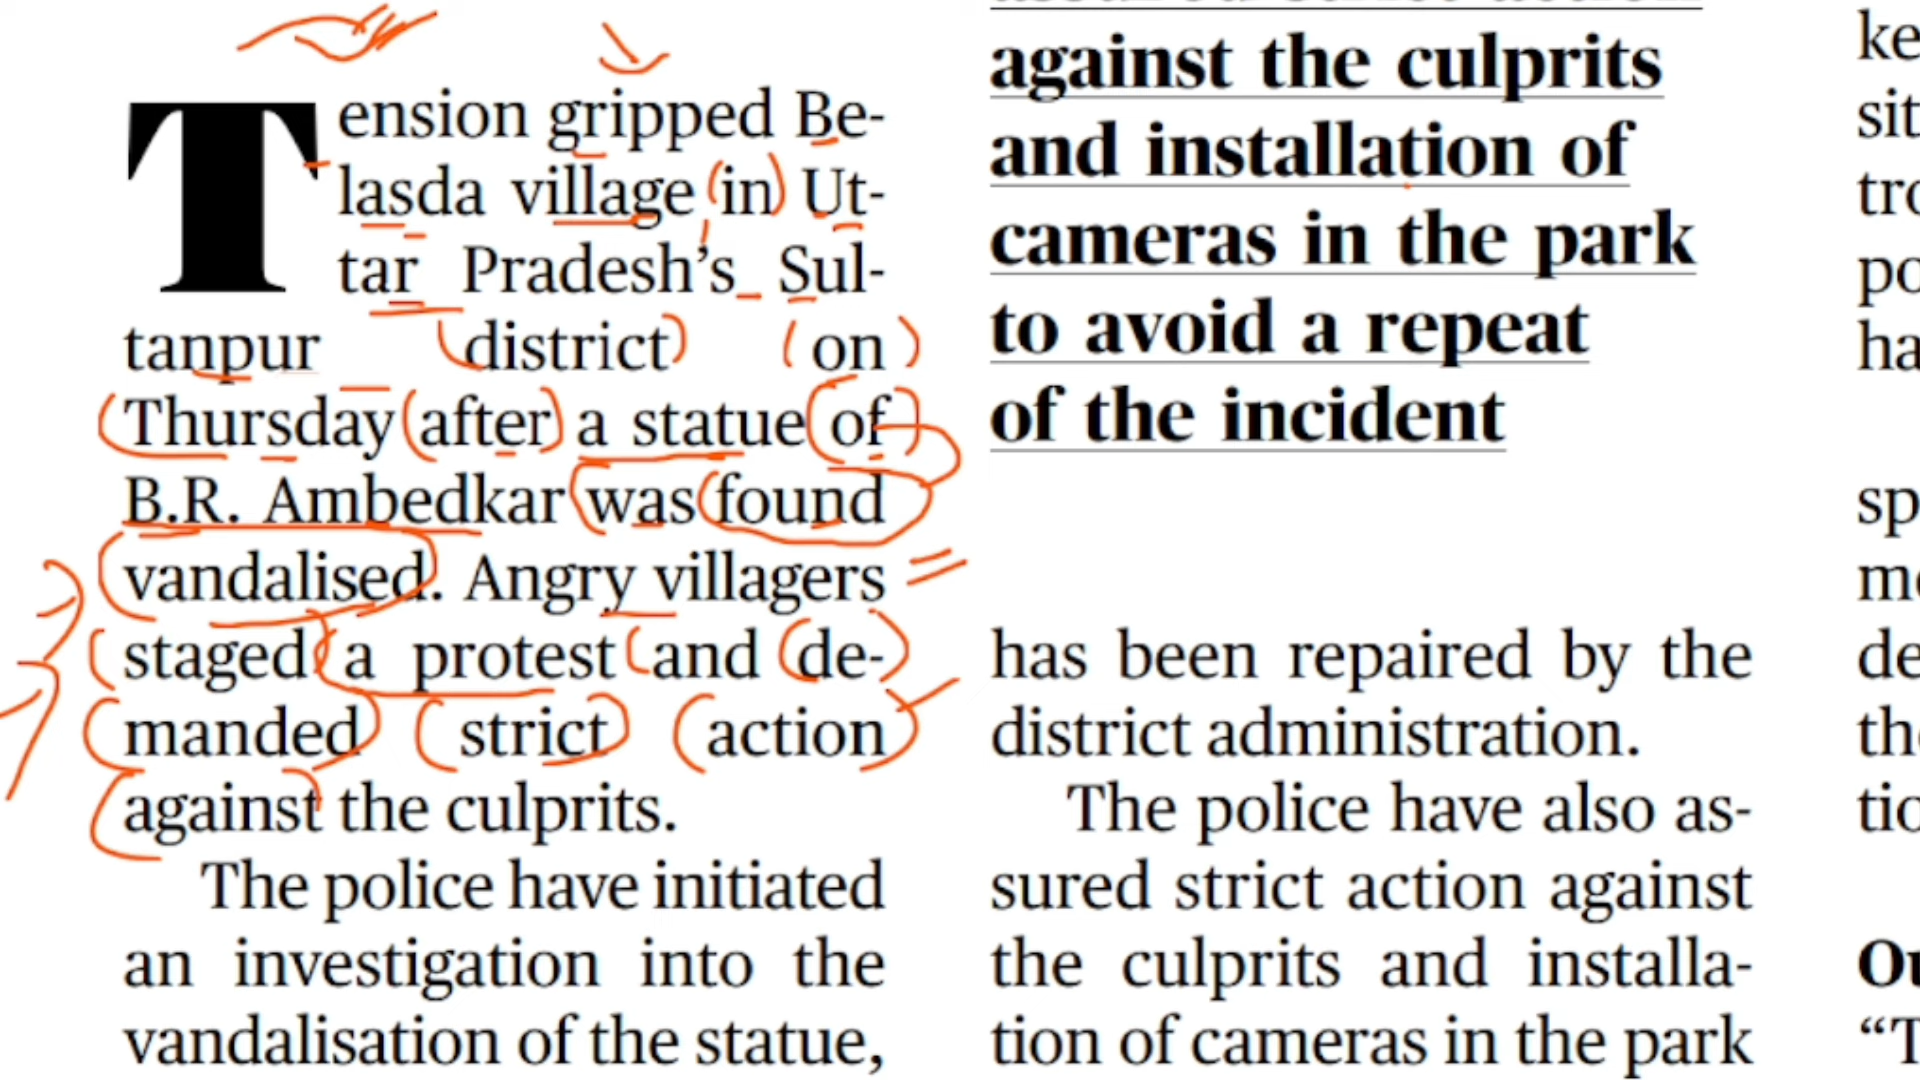 Tension gripped Be-
lasda village in Ut-
tar Pradesh's Sul-
tanpur district on
Thursday after a statue of
B.R. Ambedkar was found
vandalised. Angry villagers
staged a protest and de-
manded strict action
against the culprits.
The police have initiated
an investigation into the
vandalisation of the statue,
against the culprits
and installation of
cameras in the park
to avoid a repeat
of the incident
has been repaired by the
district administration.
The police have also as-
sured strict action against
the culprits and installa-
tion of cameras in the park